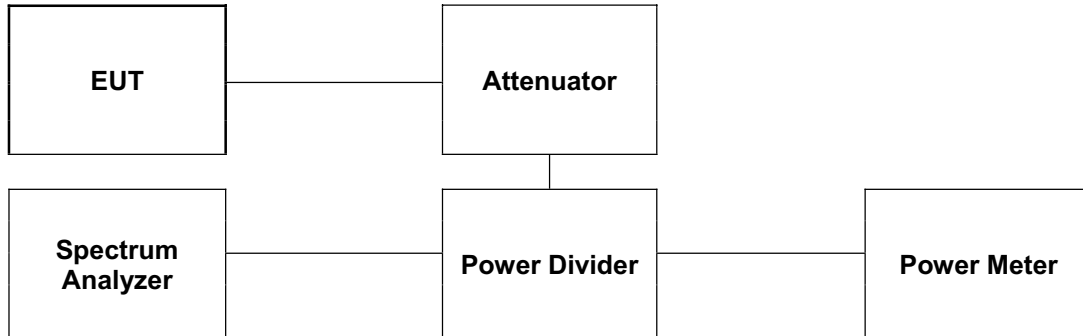 EUT
Attenuator
Spectrum
Analyzer
Power Divider
Power Meter